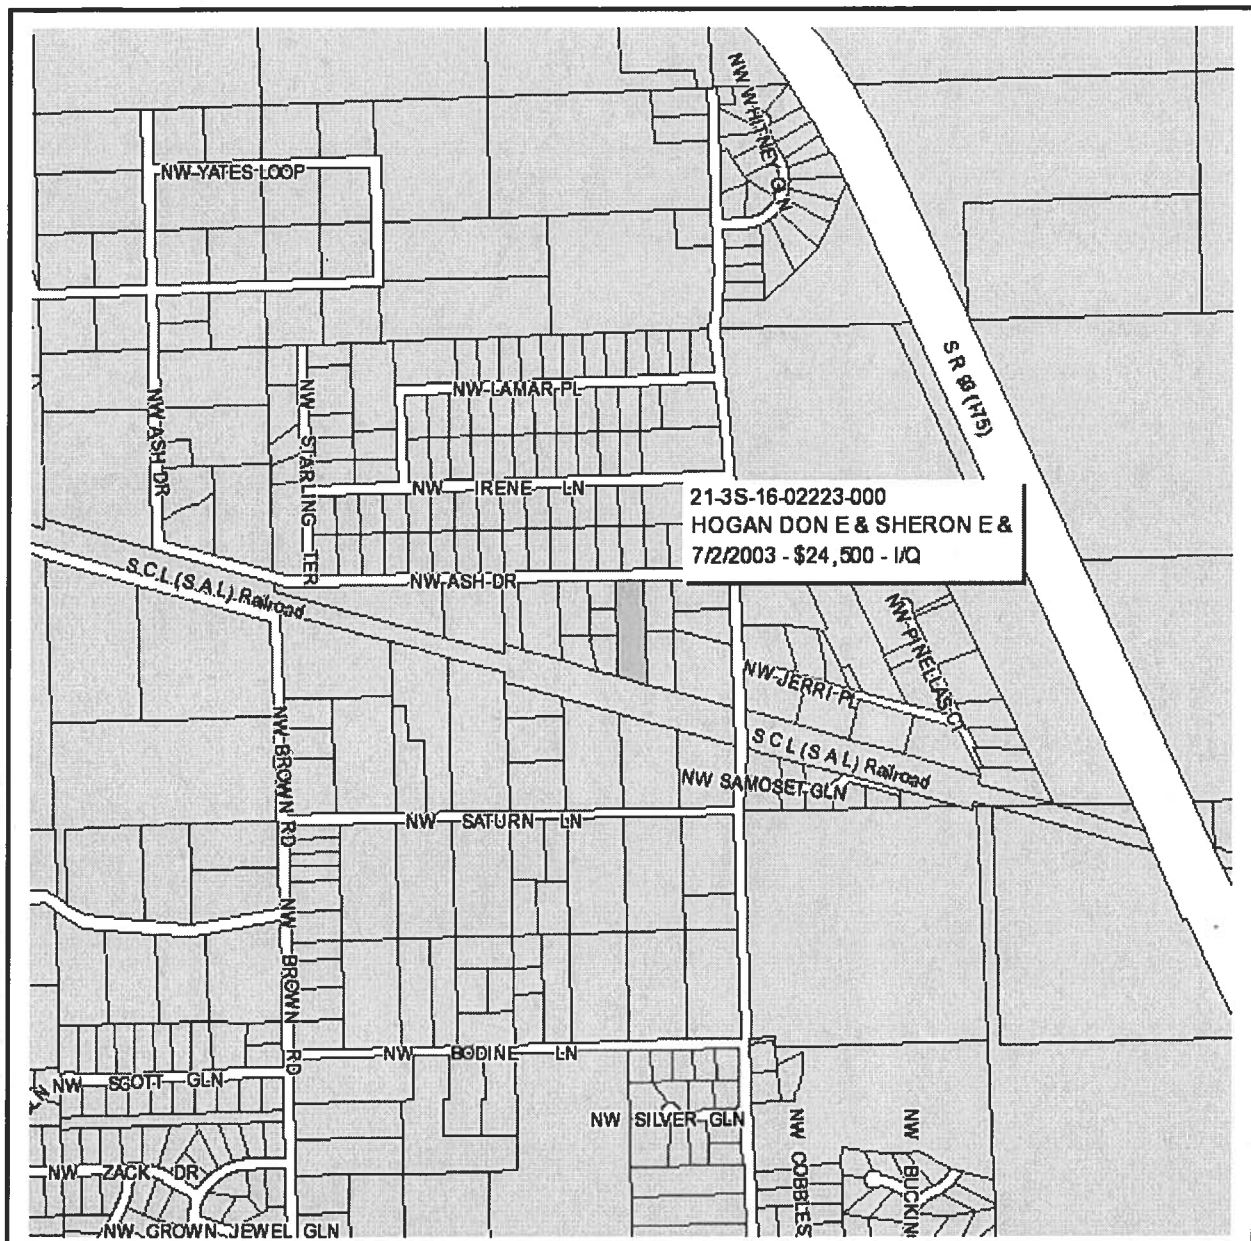 NW WHITNEY GLN
NW YATES LOOP
S R 93 (I-75)
NW LAMAR PL
NW ASH DR
NW STARLING TER
NW IRENE LN
21-3S-16-02223-000
HOGAN DON E & SHERON E &
7/2/2003 - $24,500 - I/Q
S.C.L (S.A L) Railroad
NW ASH DR
NW PINELLAS CT
NW JERRI PL
NW BROWN RD
S C L (S A L) Railroad
NW SAMOSET GLN
NW SATURN LN
NW BROWN RD
NW BODINE LN
NW SCOTT GLN
LN
NW SILVER GLN
NW COBBLES
NW BUCKIN
NW ZACK DR
NW CROWN JEWEL GLN